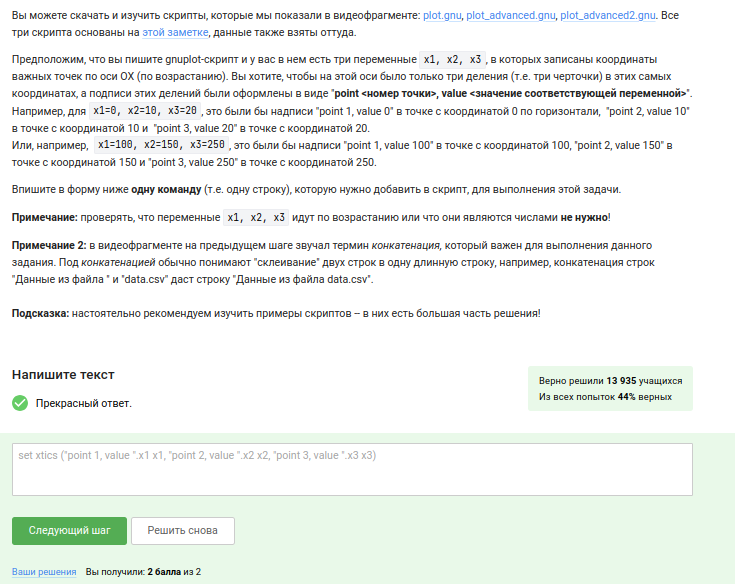 Вы можете скачать и изучить скрипты, которые мы показали в видеофрагменте: plot.gnu, plot_advanced.gnu, plot_advanced2.gnu. Все
три скрипта основаны на этой заметке, данные также взяты оттуда.
Предположим, что вы пишите gnuplot-скрипт и у вас в нем есть три переменные x1, x2, x3 , в которых записаны координаты
важных точек по оси OX (по возрастанию). Вы хотите, чтобы на этой оси было только три деления (т.е. три черточки) в этих самых
координатах, а подписи этих делений были оформлены в виде "point <номер точки>, value <значение соответствующей переменной>".
Например, для x1=0, x2=10, x3=20 , это были бы надписи "point 1, value 0" в точке с координатой 0 по горизонтали, "point 2, value 10"
в точке с координатой 10 и "point 3, value 20" в точке с координатой 20.
Или, например, x1=100, x2=150, x3=250 , это были бы надписи "point 1, value 100" в точке с координатой 100, "point 2, value 150" в
точке с координатой 150 и "point 3, value 250" в точке с координатой 250.
Впишите в форму ниже одну команду (т.е. одну строку), которую нужно добавить в скрипт, для выполнения этой задачи.
Примечание: проверять, что переменные x1, x2, x3 идут по возрастанию или что они являются числами не нужно!
Примечание 2: в видеофрагменте на предыдущем шаге звучал термин конкатенация, который важен для выполнения данного
задания. Под конкатенацией обычно понимают "склеивание" двух строк в одну длинную строку, например, конкатенация строк
"Данные из файла " и "data.csv" даст строку "Данные из файла data.csv".
Подсказка: настоятельно рекомендуем изучить примеры скриптов – в них есть большая часть решения!
Напишите текст
Верно решили 13 935 учащихся
Из всех попыток 44% верных
Прекрасный ответ.
set xtics ("point 1, value ".x1 x1, "point 2, value ".x2 x2, "point 3, value ".x3 x3)
Следующий шаг
Решить снова
Ваши решения Вы получили: 2 балла из 2